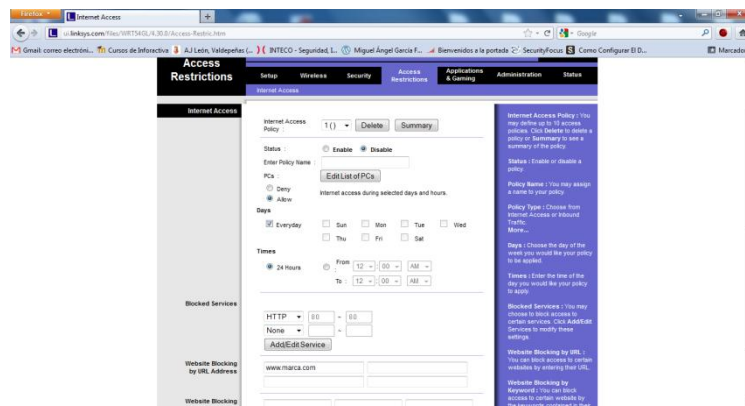 Firefox
Internet Access
ui.linksys.com/files/WRT54GL/4.30.0/Access-Restric.htm
Google
Gmail: correo electróni...
Cursos de Inforactiva
AJ León, Valdepeñas (...
INTECO - Seguridad, I...
Miguel Ángel García F...
Bienvenidos a la portada
SecurityFocus
Como Configurar El D...
Marcado
Access
Restrictions
Setup Wireless Security Access Restrictions Applications & Gaming Administration Status
Internet Access
Internet Access
Internet Access Policy :
1 ()
Delete
Summary
Status :
Enable
Disable
Enter Policy Name :
PCs :
Edit List of PCs
Deny
Allow
Internet access during selected days and hours.
Days
Everyday Sun Mon Tue Wed
Thu Fri Sat
Times
24 Hours
From :
12 : 00 AM
To :
12 : 00 AM
Blocked Services
HTTP 80 ~ 80
None ~
Add/Edit Service
Website Blocking
by URL Address
www.marca.com
Website Blocking
Internet Access Policy : You
may define up to 10 access
policies. Click Delete to delete a
policy or Summary to see a
summary of the policy.
Status : Enable or disable a
policy.
Policy Name : You may assign
a name to your policy.
Policy Type : Choose from
Internet Access or Inbound
Traffic.
More...
Days : Choose the day of the
week you would like your policy
to be applied.
Times : Enter the time of the
day you would like your policy
to apply.
Blocked Services : You may
choose to block access to
certain services. Click Add/Edit
Services to modify these
settings.
Website Blocking by URL :
You can block access to certain
websites by entering their URL.
Website Blocking by
Keyword : You can block
access to certain website by
the keywords contained in their